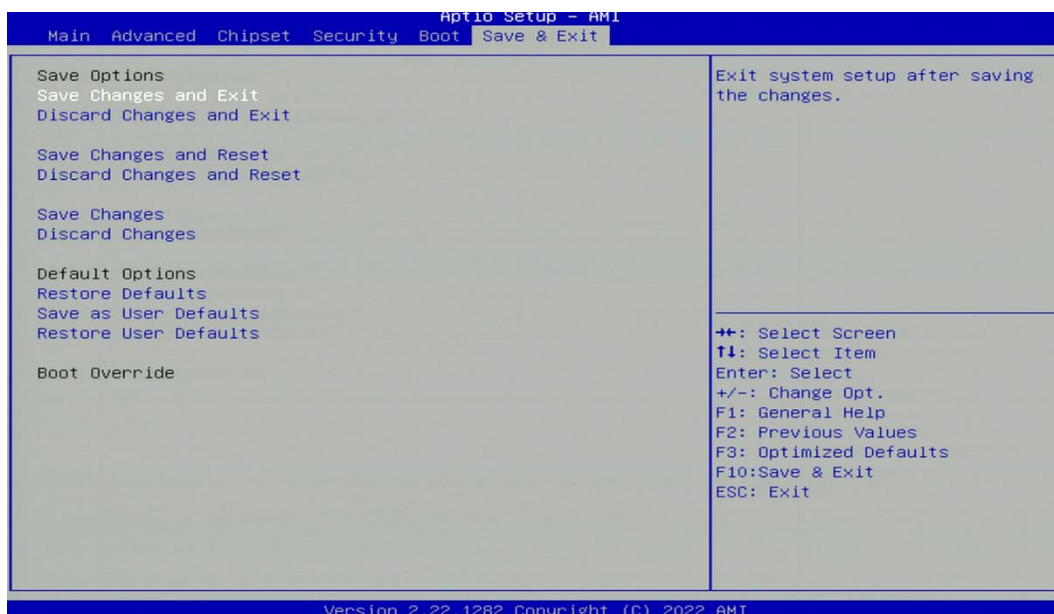 Aptio Setup – AMI
Main Advanced Chipset Security Boot Save & Exit
Save Options
Save Changes and Exit
Discard Changes and Exit
Save Changes and Reset
Discard Changes and Reset
Save Changes
Discard Changes
Default Options
Restore Defaults
Save as User Defaults
Restore User Defaults
Boot Override
Exit system setup after saving
the changes.
→←: Select Screen
↑↓: Select Item
Enter: Select
+/-: Change Opt.
F1: General Help
F2: Previous Values
F3: Optimized Defaults
F10:Save & Exit
ESC: Exit
Version 2.22.1282 Copyright (C) 2022 AMI